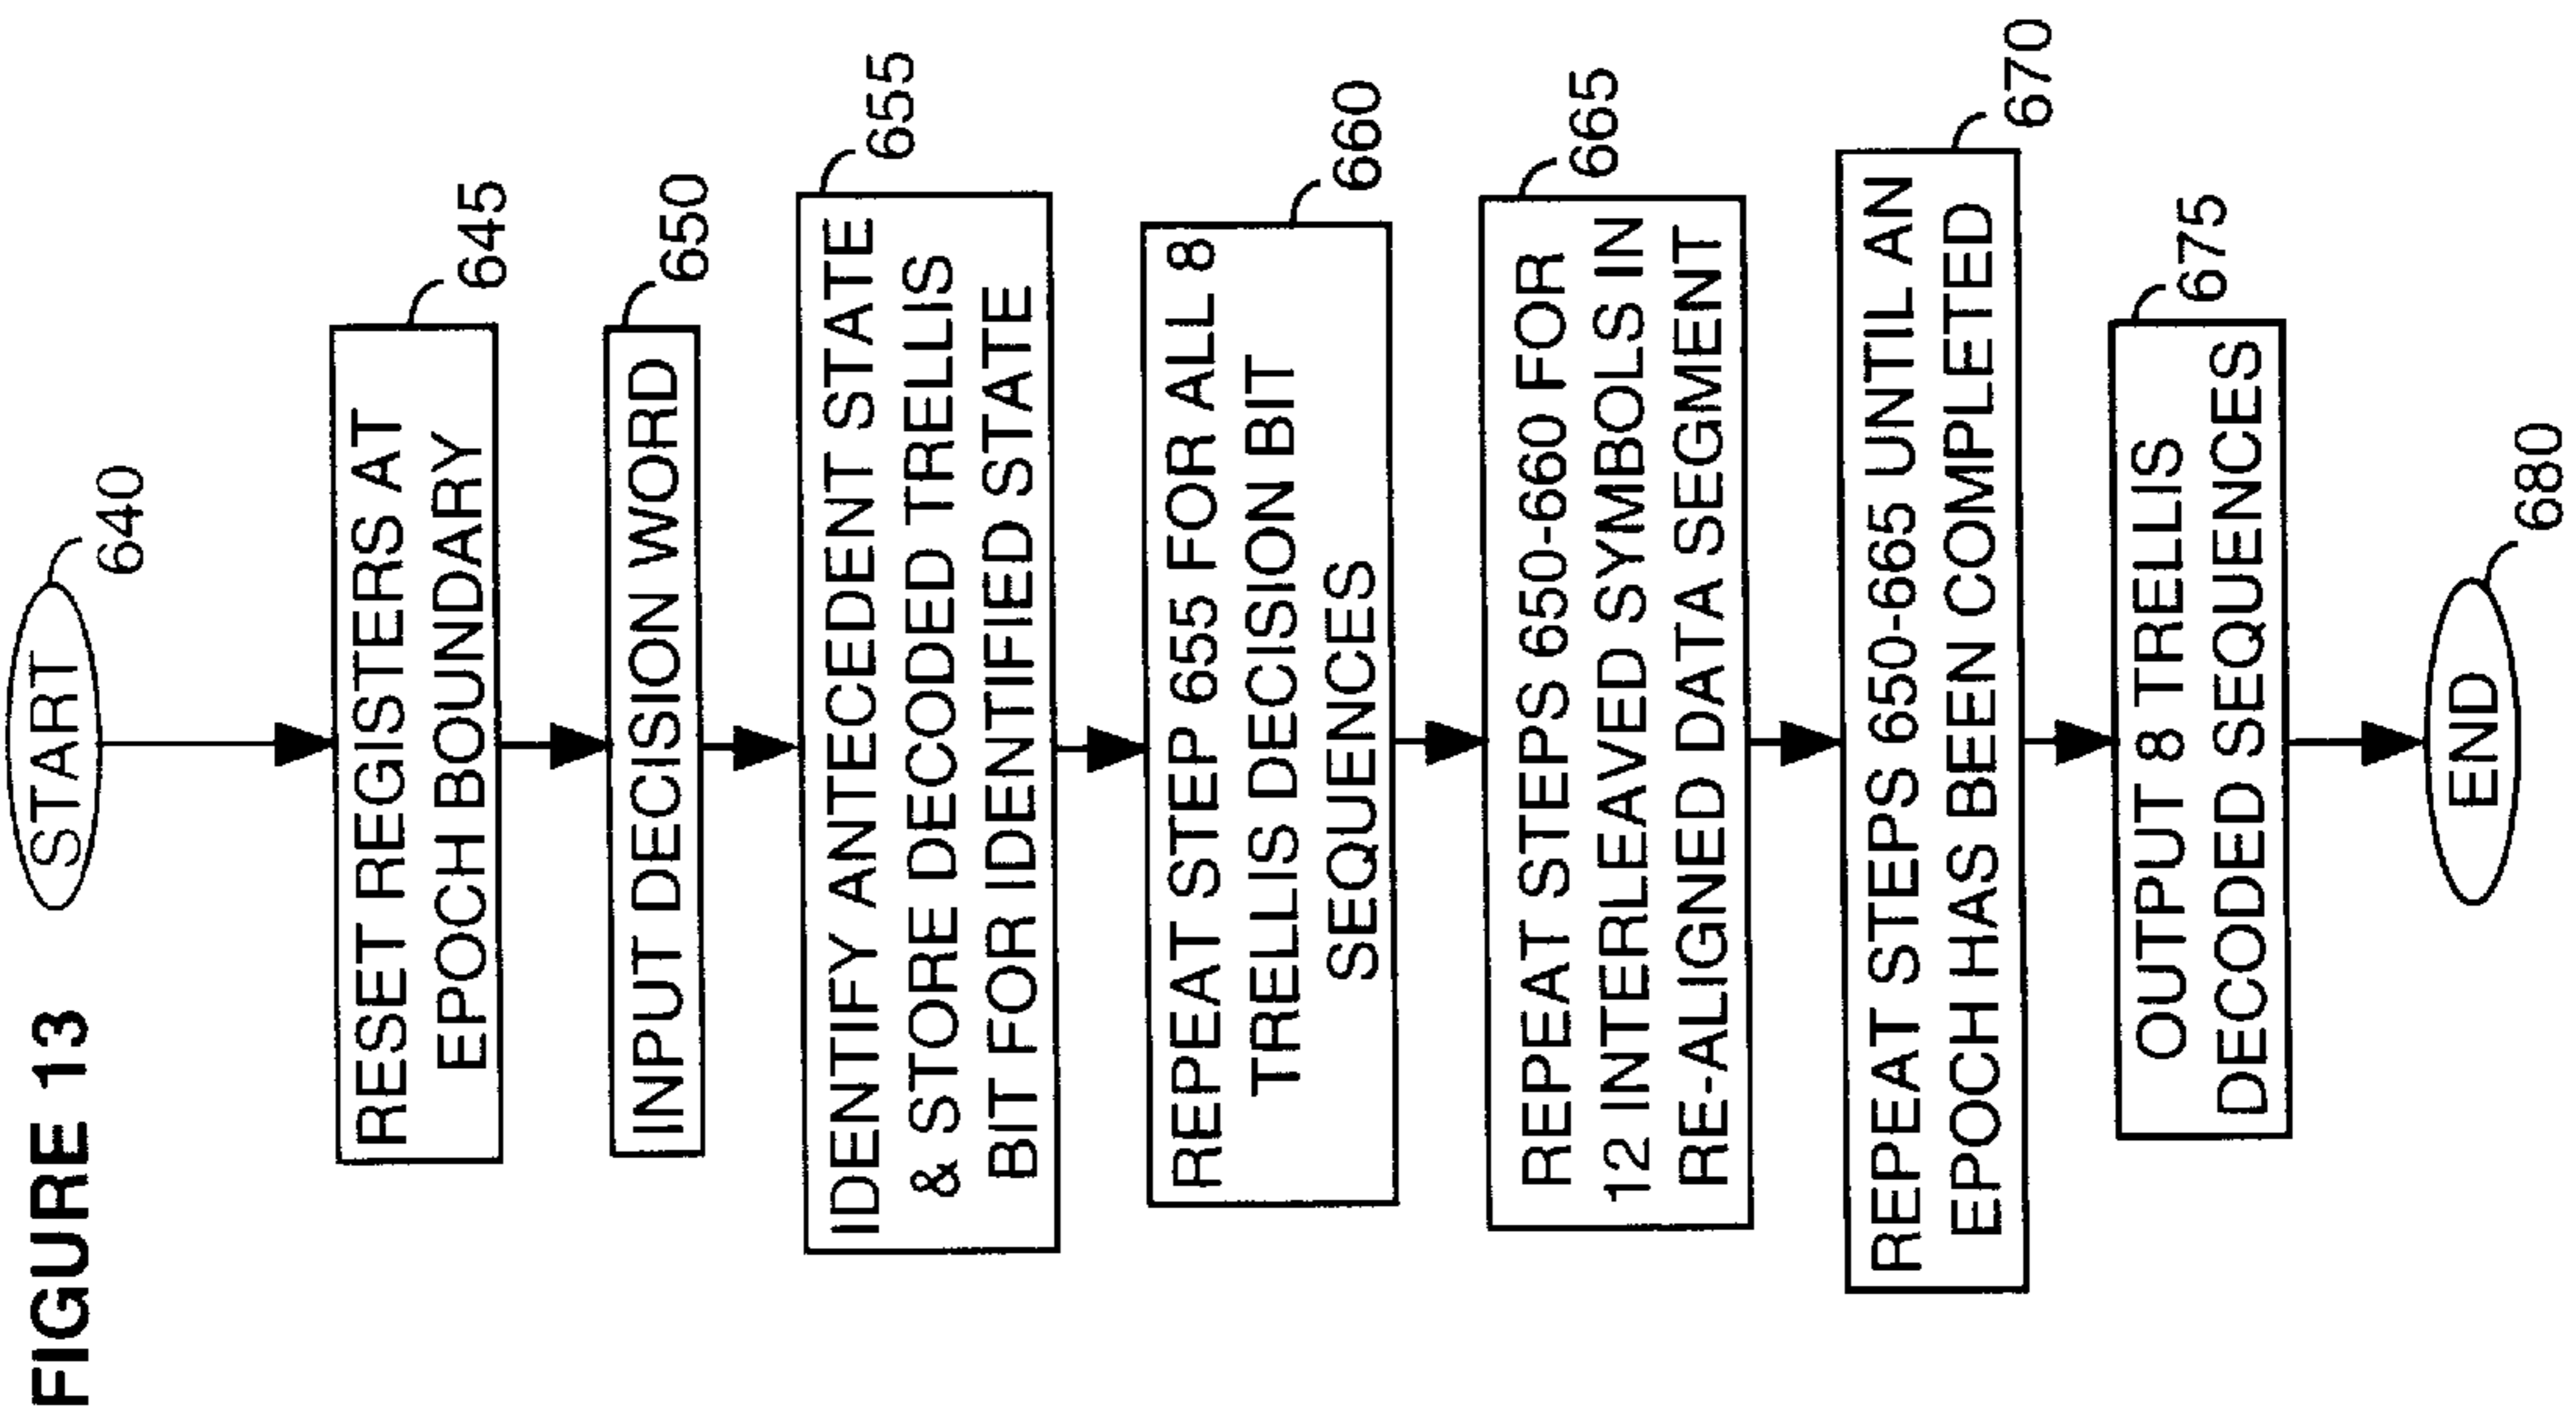 FIGURE 13
START
640
RESET REGISTERS AT
EPOCH BOUNDARY
645
INPUT DECISION WORD
650
IDENTIFY ANTECEDENT STATE
& STORE DECODED TRELLIS
BIT FOR IDENTIFIED STATE
655
REPEAT STEP 655 FOR ALL 8
TRELLIS DECISION BIT
SEQUENCES
660
REPEAT STEPS 650-660 FOR
12 INTERLEAVED SYMBOLS IN
RE-ALIGNED DATA SEGMENT
665
REPEAT STEPS 650-665 UNTIL AN
EPOCH HAS BEEN COMPLETED
670
OUTPUT 8 TRELLIS
DECODED SEQUENCES
675
END
680